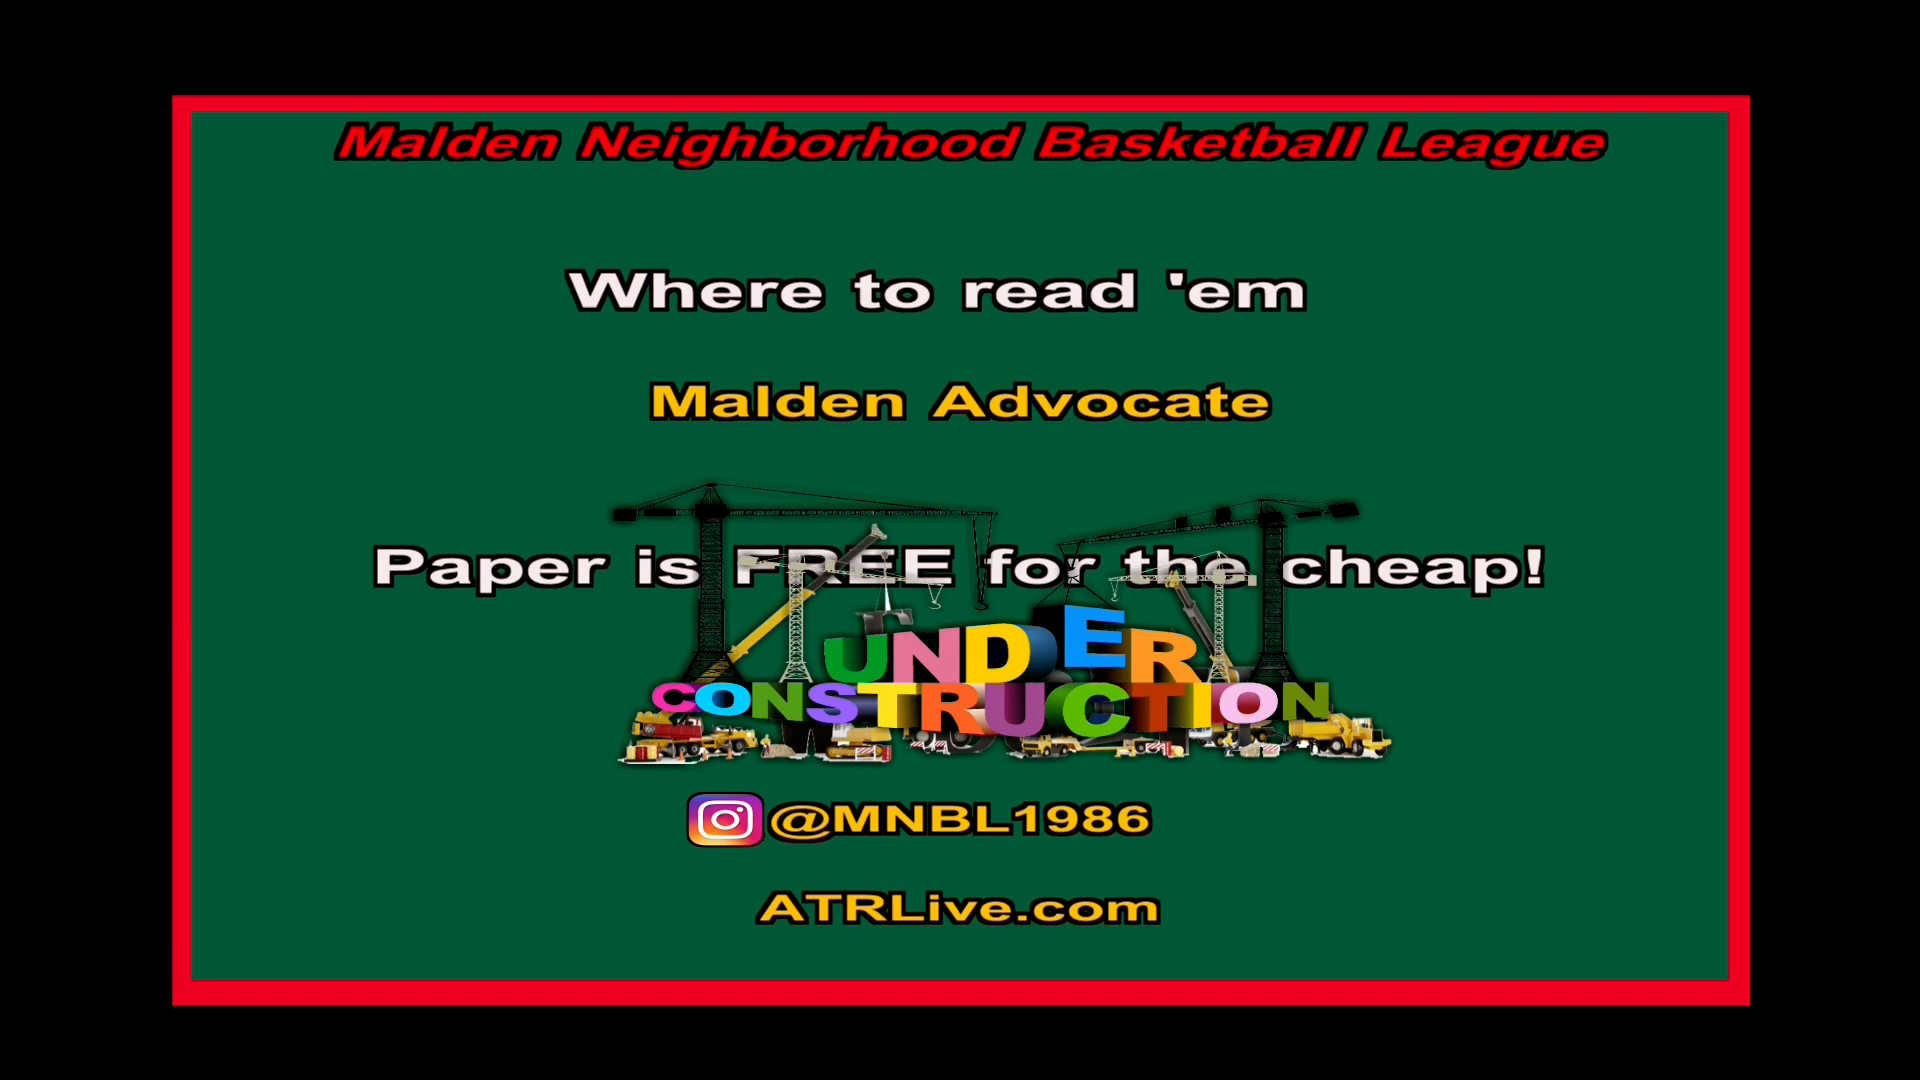 Malden Neighborhood Basketball League
Where to read 'em
Malden Advocate
Paper is FREE for the cheap!
UNDER
CONSTRUCTION
@MNBL1986
ATRLive.com